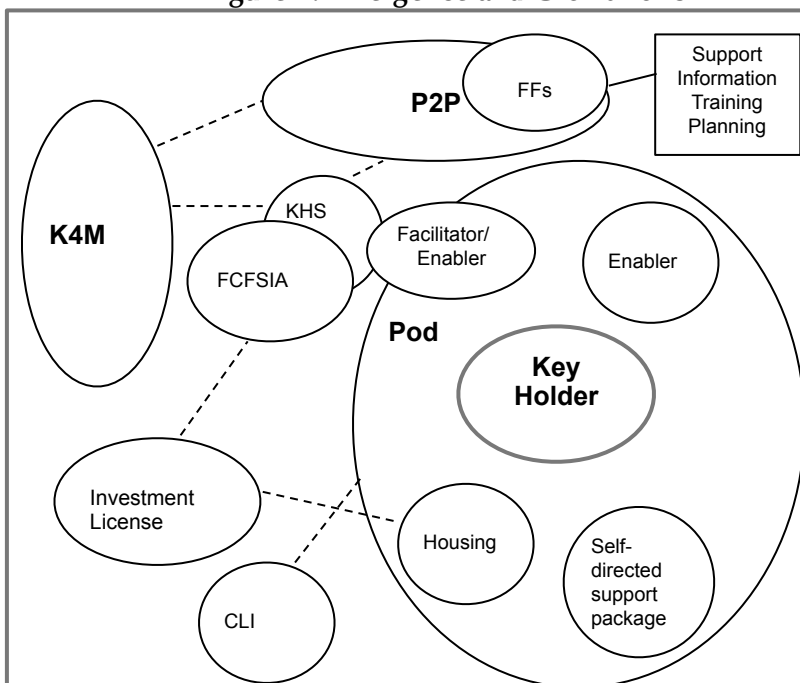 P2P
FFs
Support
Information
Training
Planning
K4M
KHS
FCFSIA
Facilitator/
Enabler
Enabler
Pod
Key
Holder
Investment
License
Housing
Self-
directed
support
package
CLI